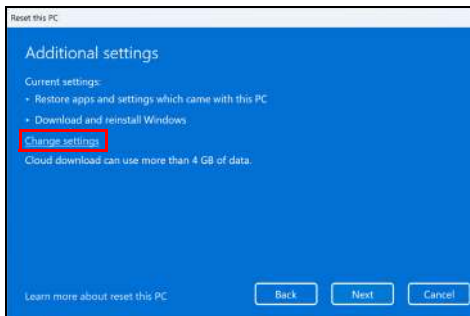 Reset this PC
Additional settings
Current settings:
• Restore apps and settings which came with this PC
• Download and reinstall Windows
Change settings
Cloud download can use more than 4 GB of data.
Learn more about reset this PC
Back
Next
Cancel